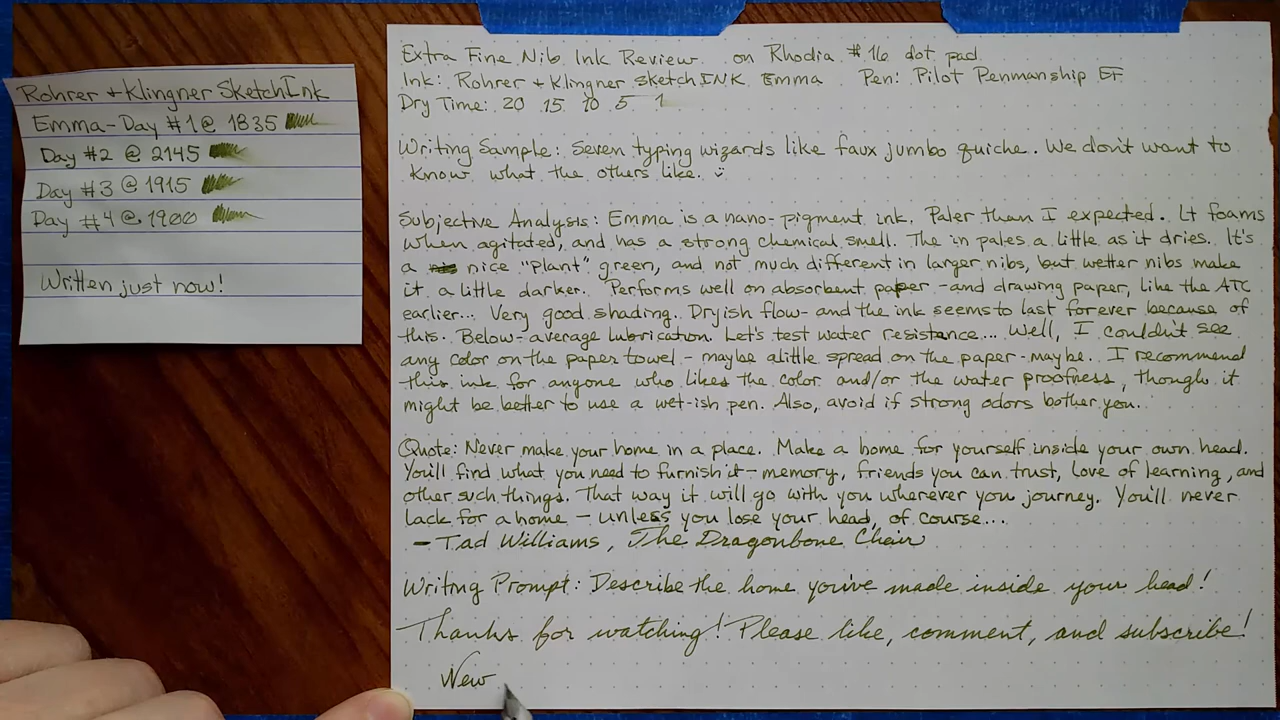 Rohrer + Klingner SketchInk
Emma-Day #1 @ 1835
Day #2 @ 2145
Day #3 @ 1915
Day #4 @ 1900
Written just now!
Extra Fine Nib Ink Review on Rhodia #16 dot pad
Ink: Rohrer + Klingner SketchINK Emma Pen: Pilot Penmanship EF
Dry Time: 20 15 10 5 1
Writing Sample: Seven typing wizards like faux jumbo quiche. We don't want to
know what the others like. :)
Subjective Analysis: Emma is a nano-pigment ink. Paler than I expected. It foams
when agitated, and has a strong chemical smell. The in pales a little as it dries. It's
a nice "plant" green, and not much different in larger nibs, but wetter nibs make
it a little darker. Performs well on absorbent paper - and drawing paper, like the ATC
earlier... Very good shading. Dryish flow - and the ink seems to last forever because of
this. Below-average lubrication. Let's test water resistance... Well, I couldn't see
any color on the paper towel - maybe a little spread on the paper - maybe. I recommend
this ink for anyone who likes the color and/or the water proofness, though it
might be better to use a wet-ish pen. Also, avoid if strong odors bother you.
Quote: Never make your home in a place. Make a home for yourself inside your own head.
You'll find what you need to furnish it - memory, friends you can trust, love of learning, and
other such things. That way it will go with you wherever you journey. You'll never
lack for a home - unless you lose your head, of course...
- Tad Williams, The Dragonbone Chair
Writing Prompt: Describe the home you've made inside your head!
Thanks for watching! Please like, comment, and subscribe!
New